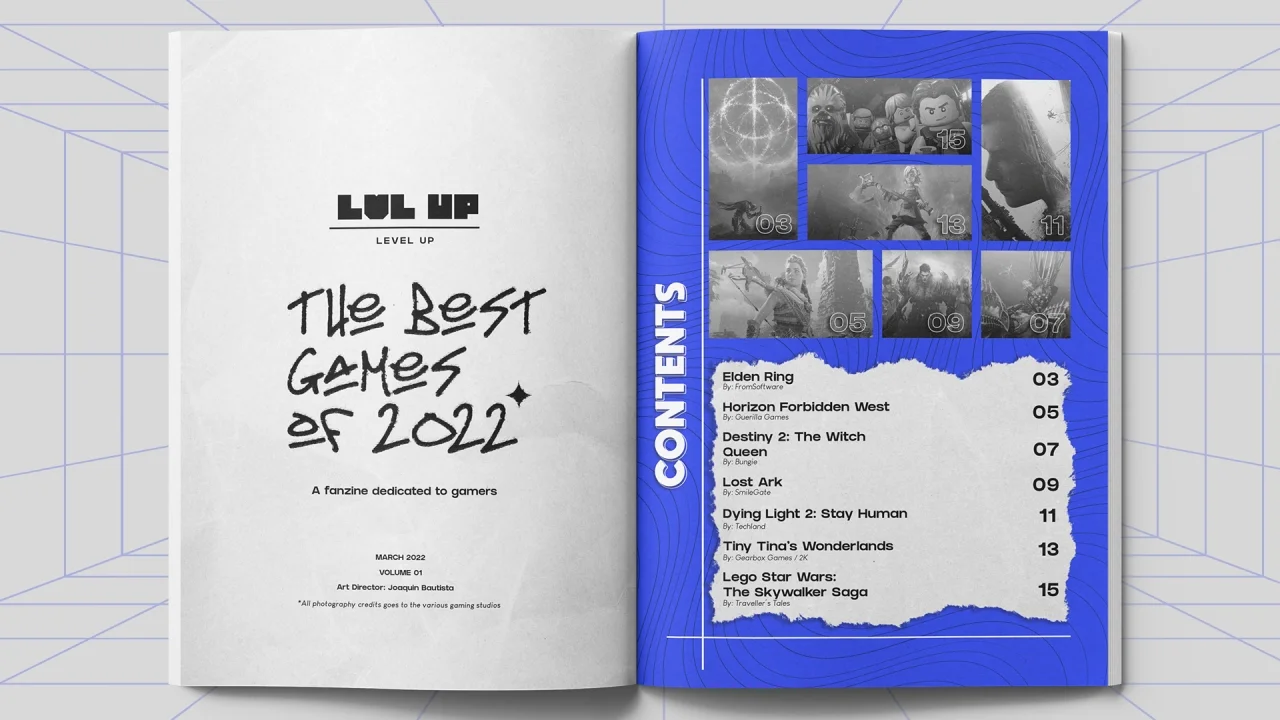 LVL UP
LEVEL UP
THe BeST
GAMes
oF 2022
A fanzine dedicated to gamers
MARCH 2022
VOLUME 01
Art Director: Joaquin Bautista
*All photography credits goes to the various gaming studios
CONTENTS
03
15
13
11
05
09
07
Elden Ring 03
By: FromSoftware
Horizon Forbidden West 05
By: Guerilla Games
Destiny 2: The Witch
Queen 07
By: Bungie
Lost Ark 09
By: SmileGate
Dying Light 2: Stay Human 11
By: Techland
Tiny Tina's Wonderlands 13
By: Gearbox Games / 2K
Lego Star Wars:
The Skywalker Saga 15
By: Traveller's Tales